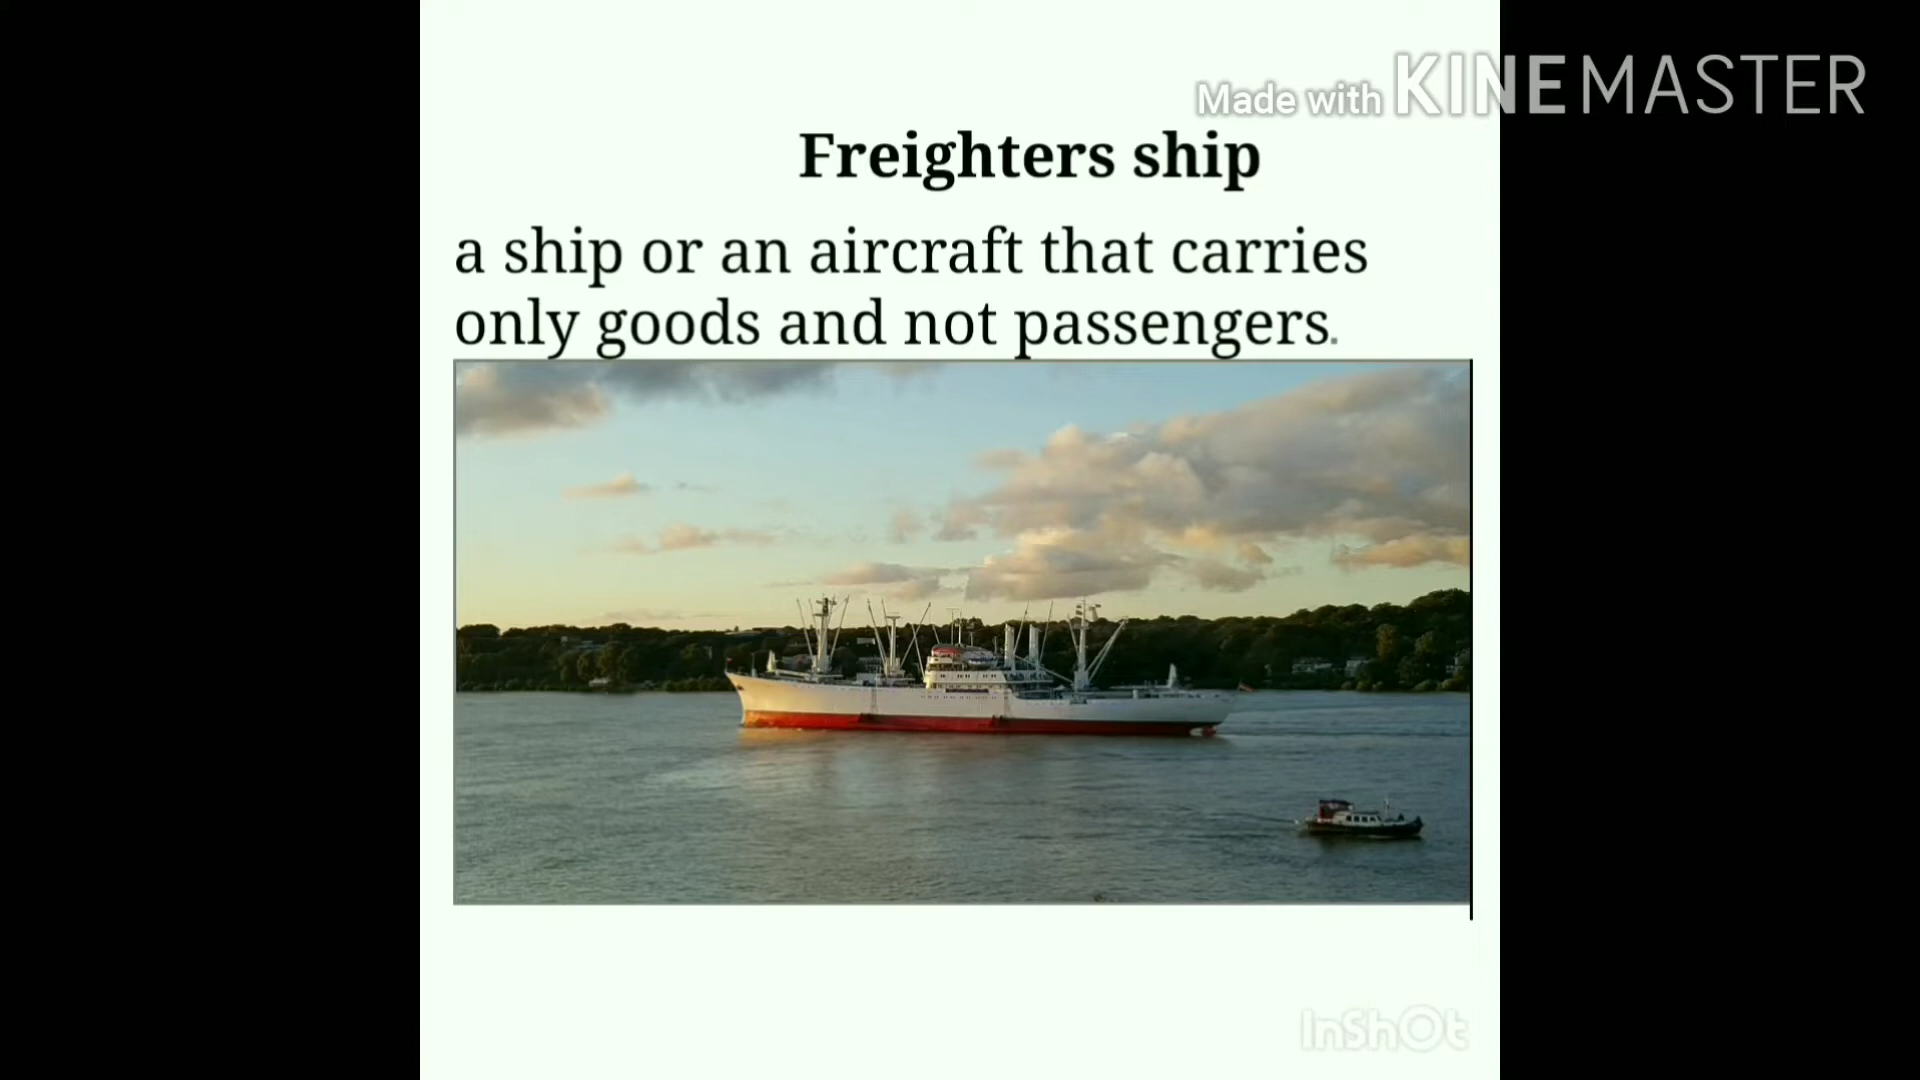 Made with KINEMASTER
Freighters ship
a ship or an aircraft that carries
only goods and not passengers.
InShOt